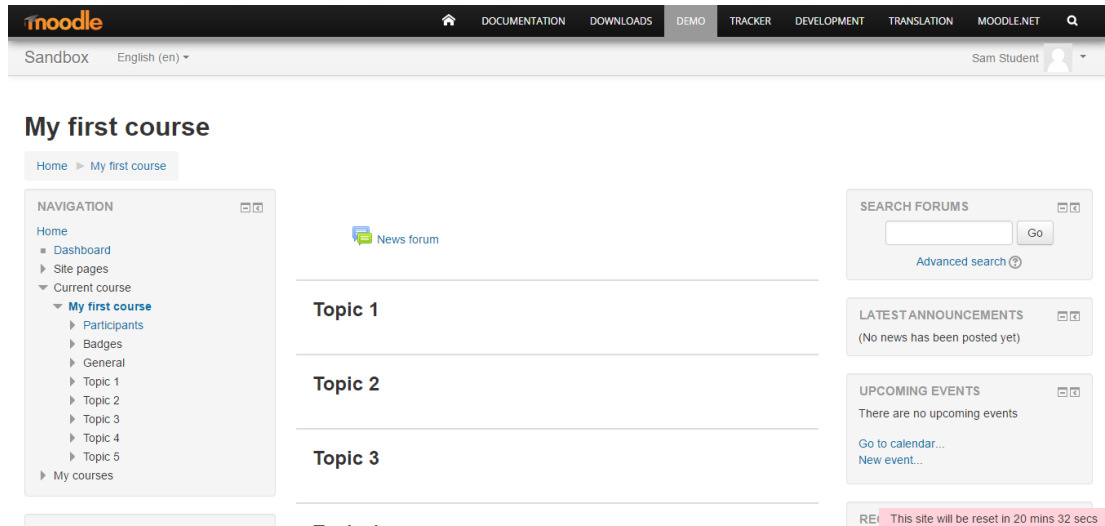 moodle
DOCUMENTATION DOWNLOADS DEMO TRACKER DEVELOPMENT TRANSLATION MOODLE.NET
Sandbox English (en)
Sam Student
My first course
Home My first course
NAVIGATION
Home
Dashboard
Site pages
Current course
My first course
Participants
Badges
General
Topic 1
Topic 2
Topic 3
Topic 4
Topic 5
My courses
News forum
Topic 1
Topic 2
Topic 3
SEARCH FORUMS
Go
Advanced search ?
LATEST ANNOUNCEMENTS
(No news has been posted yet)
UPCOMING EVENTS
There are no upcoming events
Go to calendar...
New event...
This site will be reset in 20 mins 32 secs